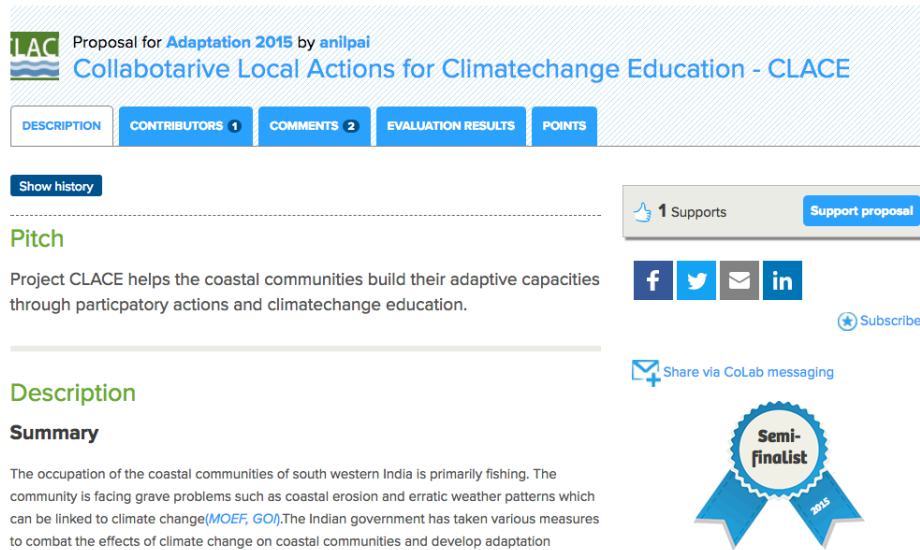 CLAC
Proposal for Adaptation 2015 by anilpai
Collabotarive Local Actions for Climatechange Education - CLACE
DESCRIPTION
CONTRIBUTORS 1
COMMENTS 2
EVALUATION RESULTS
POINTS
Show history
1 Supports
Support proposal
Pitch
Project CLACE helps the coastal communities build their adaptive capacities
through particpatory actions and climatechange education.
f
in
Subscribe
Share via CoLab messaging
Description
Summary
Semi-
finalist
2015
The occupation of the coastal communities of south western India is primarily fishing. The
community is facing grave problems such as coastal erosion and erratic weather patterns which
can be linked to climate change(MOEF, GOI).The Indian government has taken various measures
to combat the effects of climate change on coastal communities and develop adaptation